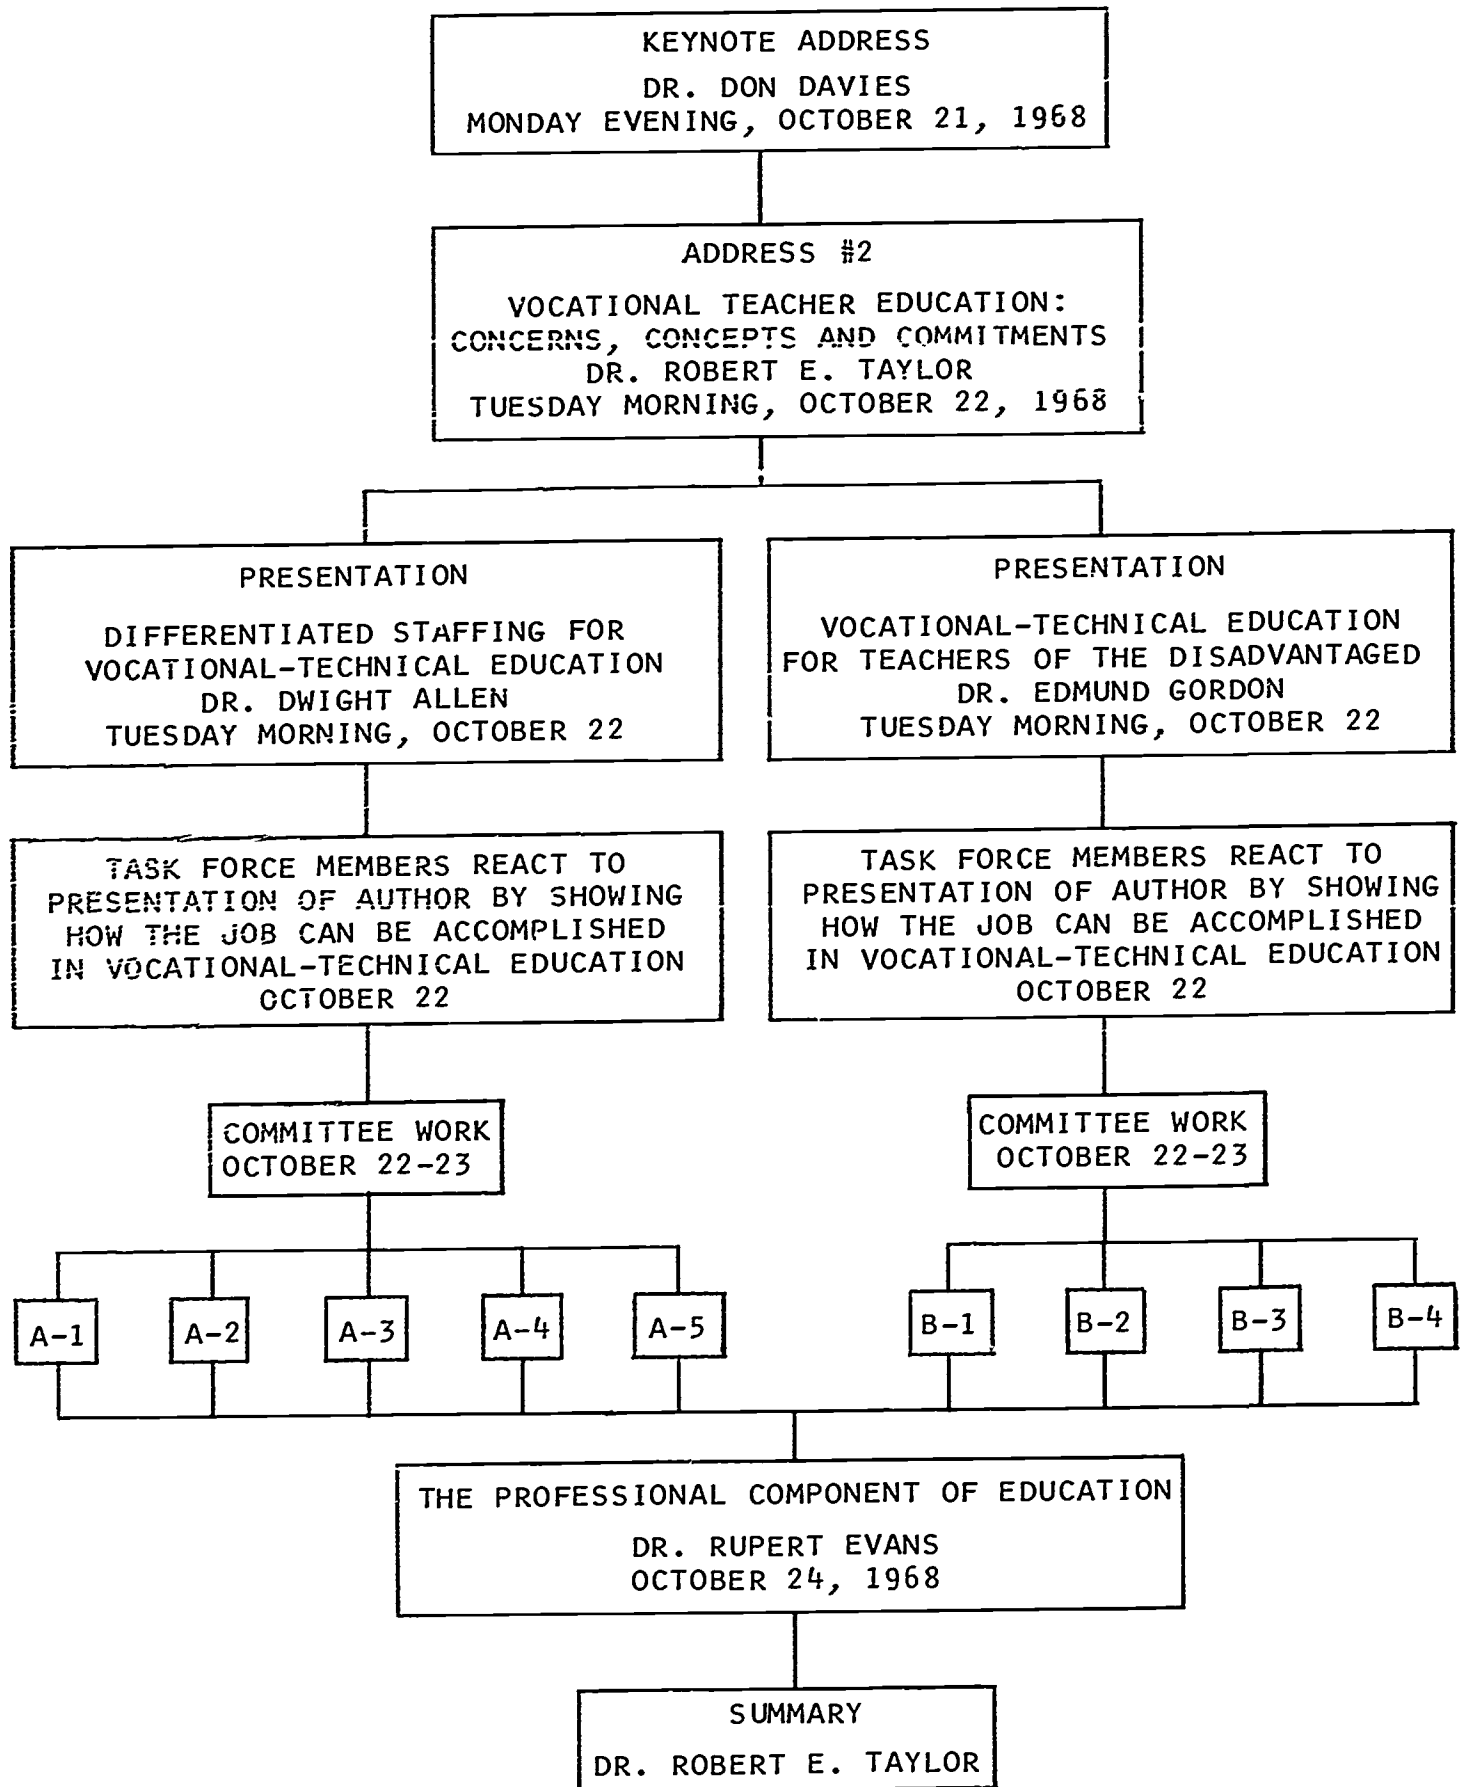 KEYNOTE ADDRESS
DR. DON DAVIES
MONDAY EVENING, OCTOBER 21, 1968
ADDRESS #2
VOCATIONAL TEACHER EDUCATION:
CONCERNS, CONCEPTS AND COMMITMENTS
DR. ROBERT E. TAYLOR
TUESDAY MORNING, OCTOBER 22, 1968
PRESENTATION
DIFFERENTIATED STAFFING FOR
VOCATIONAL-TECHNICAL EDUCATION
DR. DWIGHT ALLEN
TUESDAY MORNING, OCTOBER 22
PRESENTATION
VOCATIONAL-TECHNICAL EDUCATION
FOR TEACHERS OF THE DISADVANTAGED
DR. EDMUND GORDON
TUESDAY MORNING, OCTOBER 22
TASK FORCE MEMBERS REACT TO
PRESENTATION OF AUTHOR BY SHOWING
HOW THE JOB CAN BE ACCOMPLISHED
IN VOCATIONAL-TECHNICAL EDUCATION
OCTOBER 22
TASK FORCE MEMBERS REACT TO
PRESENTATION OF AUTHOR BY SHOWING
HOW THE JOB CAN BE ACCOMPLISHED
IN VOCATIONAL-TECHNICAL EDUCATION
OCTOBER 22
COMMITTEE WORK
OCTOBER 22-23
COMMITTEE WORK
OCTOBER 22-23
A-1
A-2
A-3
A-4
A-5
B-1
B-2
B-3
B-4
THE PROFESSIONAL COMPONENT OF EDUCATION
DR. RUPERT EVANS
OCTOBER 24, 1968
SUMMARY
DR. ROBERT E. TAYLOR